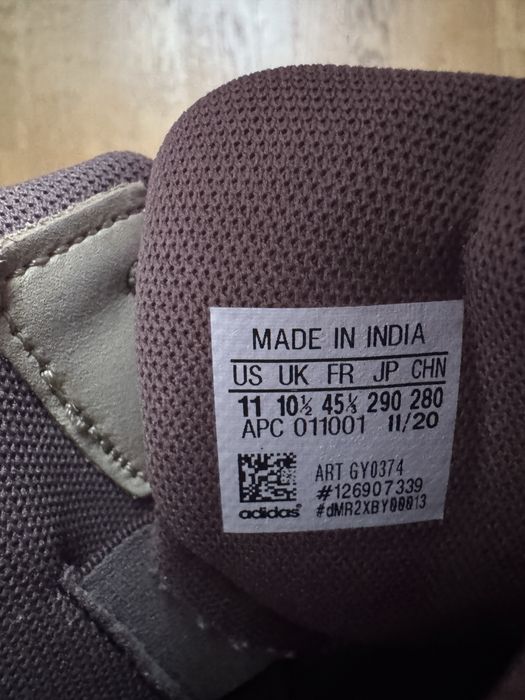 MADE IN INDIA
US UK FR JP CHN
11 10½ 45⅓ 290 280
APC 011001 11/20
ART GY0374
#126907339
#dMR2XBY00013
adidas